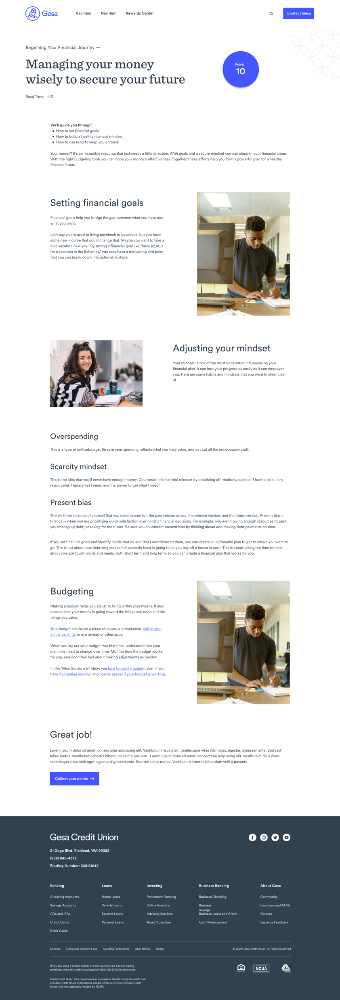 Gesa
Nav Item
Nav Item
Rewards Center
Contact Gesa
Beginning Your Financial Journey —
Managing your money
wisely to secure your future
Points
10
Read Time: 1:43
We'll guide you through:
● How to set financial goals
● How to build a healthy financial mindset
● How to use tools to keep you on track
Your money? It's an incredible resource that just needs a little direction. With goals and a secure mindset you can sharpen your financial vision.
With the right budgeting tools you can hone your money's effectiveness. Together, these efforts help you form a powerful plan for a healthy
financial future.
Setting financial goals
Financial goals help you bridge the gap between what you have and
what you want.
Let's say you're used to living paycheck to paycheck, but you have
some new income that could change that. Maybe you want to take a
nice vacation next year. By setting a financial goal like “Save $2,000
for a vacation in the Bahamas,” you now have a motivating end point
that you can break down into actionable steps.
Adjusting your mindset
Your mindset is one of the most underrated influences on your
financial plan. It can hurt your progress as easily as it can empower
you. Here are some habits and mindsets that you want to steer clear
of.
Overspending
This is a type of self-sabotage. Be sure your spending reflects what you truly value, and cut out all the unnecessary stuff.
Scarcity mindset
This is the idea that you'll never have enough money. Counteract this harmful mindset by practicing affirmations, such as “I have a plan. I am
resourceful. I have what I need, and the power to get what I need.”
Present bias
There's three versions of yourself that you need to care for: the past version of you, the present version, and the future version. Present bias in
finance is when you are prioritizing quick satisfaction over holistic financial decisions. For example, you aren't giving enough resources to past-
you (managing debt) or saving for the future. Be sure you counteract present bias by thinking ahead and making debt payments on time.
If you set financial goals and identify habits that do and don't contribute to them, you can create an actionable plan to get to where you want to
go. This is not about how depriving yourself of avocado toast is going to let you pay off a house in cash. This is about taking the time to think
about your particular wants and needs, both short term and long term, so you can create a financial plan that works for you.
Budgeting
Making a budget helps you adjust to living within your means. It also
ensures that your money is going toward the things you need and the
things you value.
Your budget can be on a piece of paper, a spreadsheet, within your
online banking, or in a myriad of other apps.
When you lay out your budget that first time, understand that your
plan may need to change over time. Monitor how the budget works
for you, and don't feel bad about making adjustments as needed.
In this Wise Guide, we'll show you how to build a budget, even if you
have fluctuating income, and how to assess if your budget is working.
Great job!
Lorem ipsum dolor sit amet, consectetur adipiscing elit. Vestibulum risus diam, scelerisque vitae nibh eget, egestas dignissim ante. Sed sed
tellus metus. Vestibulum lobortis bibendum velit a posuere. Lorem ipsum dolor sit amet, consectetur adipiscing elit. Vestibulum risus diam,
scelerisque vitae nibh eget, egestas dignissim ante. Sed sed tellus metus. Vestibulum lobortis bibendum velit a posuere.
Collect your points →
Gesa Credit Union
51 Gage Blvd. Richland, WA 99352
(888) 946-4372
Routing Number: 325181248
Banking
Checking Accounts
Savings Accounts
CDs and IRAs
Credit Cards
Debit Cards
Loans
Home Loans
Vehicle Loans
Student Loans
Personal Loans
Investing
Retirement Planning
Online Investing
Advisory Services
Asset Protection
Business Banking
Business Checking
Business
Savings
Business Loans and Credit
Cash Management
About Gesa
Community
Locations and ATMs
Careers
Leave us Feedback
Sitemap
Consumer Account Fees
Avoiding Foreclosure
ADA Notice
NCUA
© 2021 Gesa Credit Union. All Rights Reserved
If you are using a screen reader or other auxiliary aid and are having
problems using this website, please call 888.946.4372 for assistance.
NCUA
CO-OP
Gesa Credit Union also does business as Inspirus Credit Union. Deposits held
at Gesa Credit Union and Inspirus Credit Union, a Division of Gesa Credit
Union, are not separately insured by NCUA.